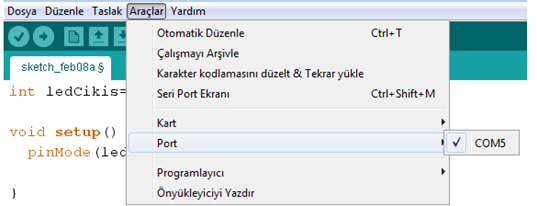 Dosya Düzenle Taslak Araçlar Yardım
Otomatik Düzenle Ctrl+T
Çalışmayı Arşivle
sketch_feb08a §
Karakter kodlamasını düzelt & Tekrar yükle
int ledCikis=
Seri Port Ekranı Ctrl+Shift+M
Kart
void setup()
Port
COM5
pinMode(led
Programlayıcı
Önyükleyiciyi Yazdır
}